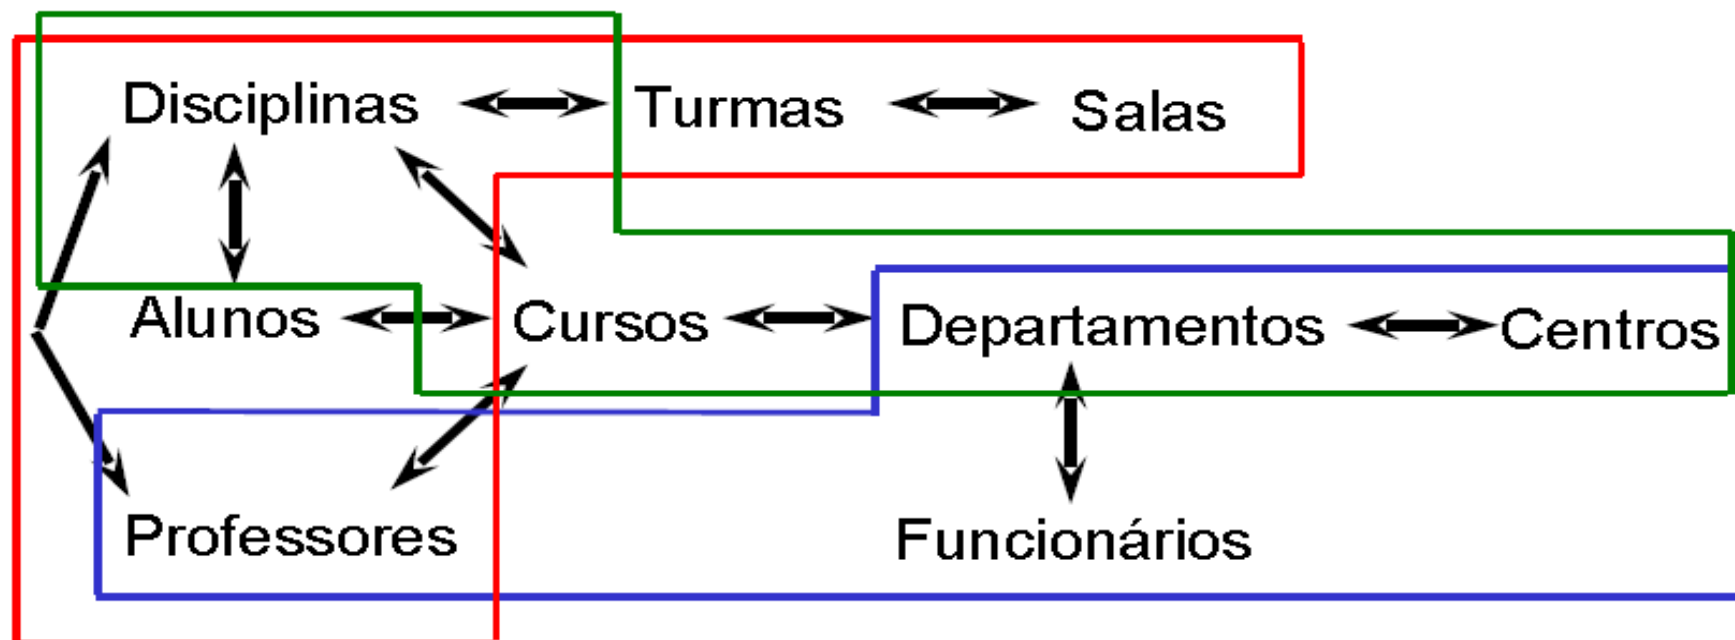 Disciplinas Turmas Salas
Alunos Cursos Departamentos Centros
Professores Funcionários